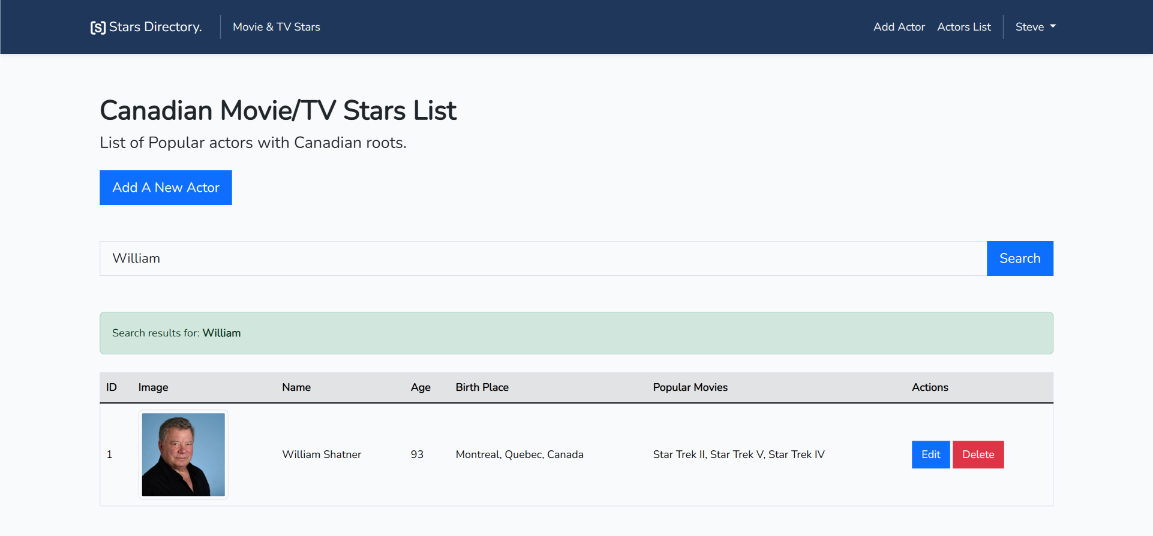 [S] Stars Directory. Movie & TV Stars Add Actor Actors List Steve
Canadian Movie/TV Stars List
List of Popular actors with Canadian roots.
Add A New Actor
William Search
Search results for: William
ID Image Name Age Birth Place Popular Movies Actions
1 William Shatner 93 Montreal, Quebec, Canada Star Trek II, Star Trek V, Star Trek IV Edit Delete